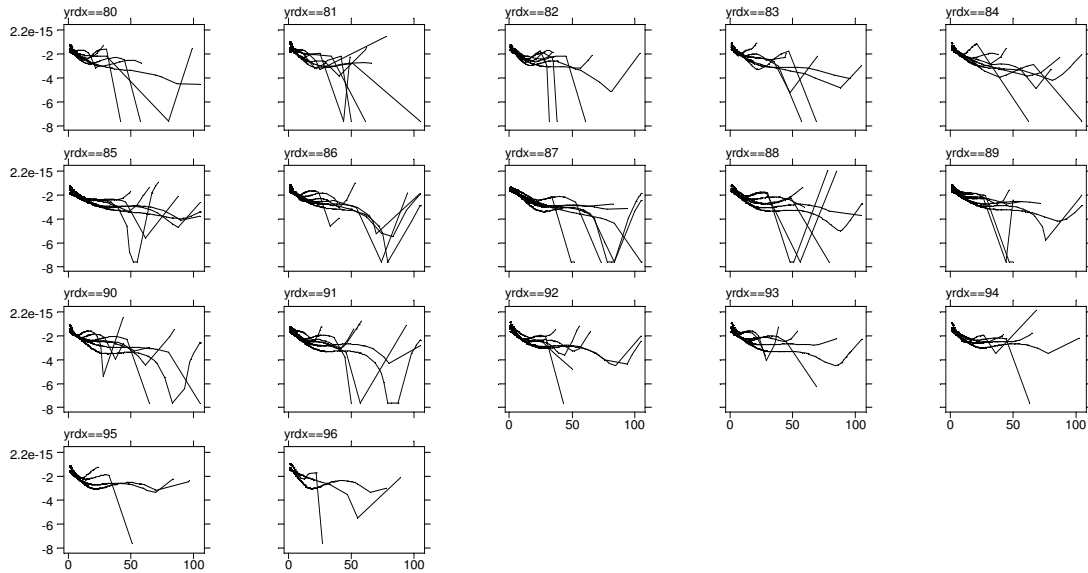 yrdx==80 yrdx==81 yrdx==82 yrdx==83 yrdx==84
2.2e-15
-2
-4
-6
-8
yrdx==85 yrdx==86 yrdx==87 yrdx==88 yrdx==89
2.2e-15
-2
-4
-6
-8
yrdx==90 yrdx==91 yrdx==92 yrdx==93 yrdx==94
2.2e-15
-2
-4
-6
-8
0 50 100 0 50 100 0 50 100
yrdx==95 yrdx==96
2.2e-15
-2
-4
-6
-8
0 50 100 0 50 100